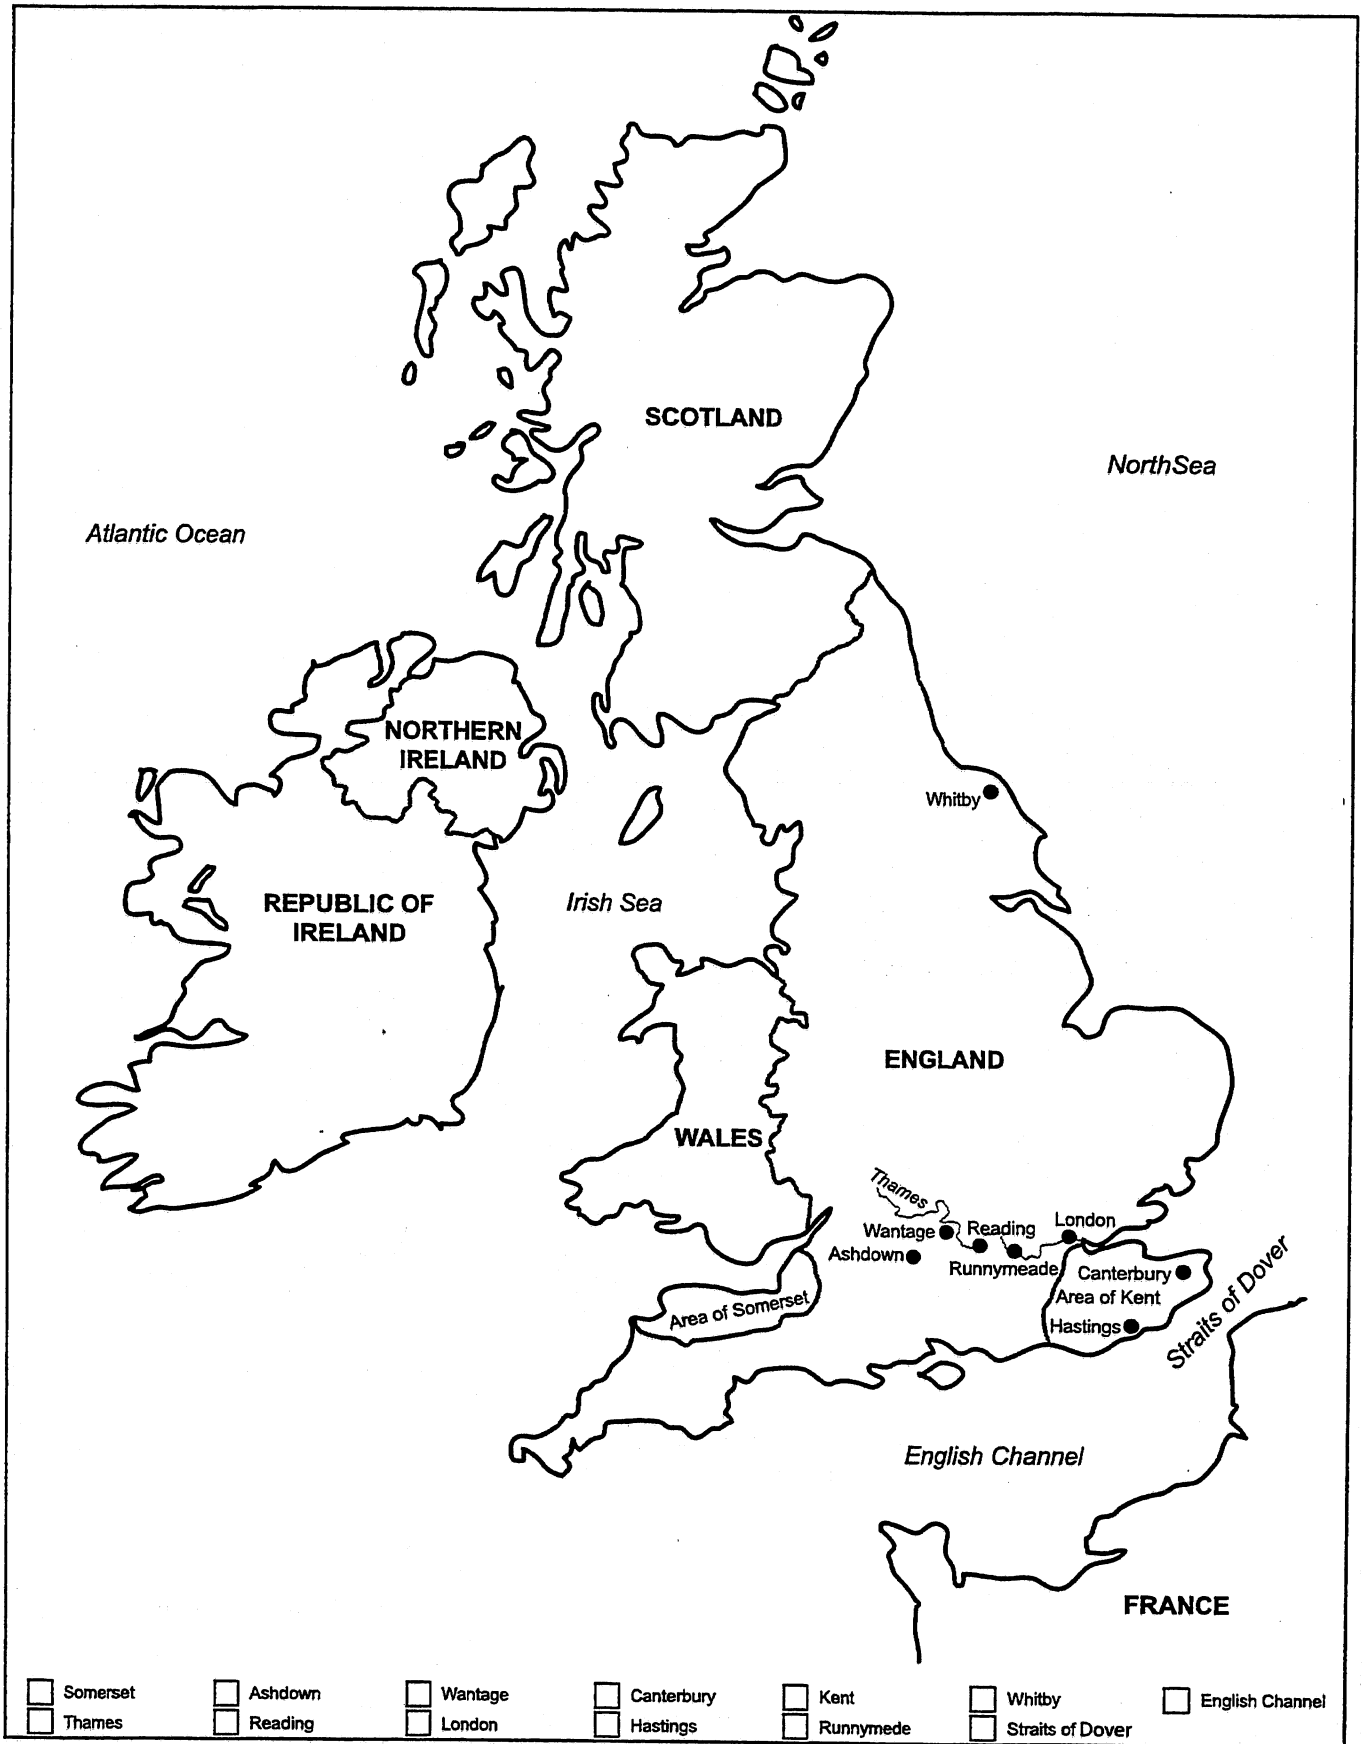 SCOTLAND
NorthSea
Atlantic Ocean
NORTHERN
IRELAND
Whitby
REPUBLIC OF
IRELAND
Irish Sea
ENGLAND
WALES
Thames
Wantage
Reading
London
Ashdown
Runnymeade
Canterbury
Area of Kent
Hastings
Straits of Dover
Area of Somerset
English Channel
FRANCE
Somerset
Ashdown
Wantage
Canterbury
Kent
Whitby
English Channel
Thames
Reading
London
Hastings
Runnymede
Straits of Dover